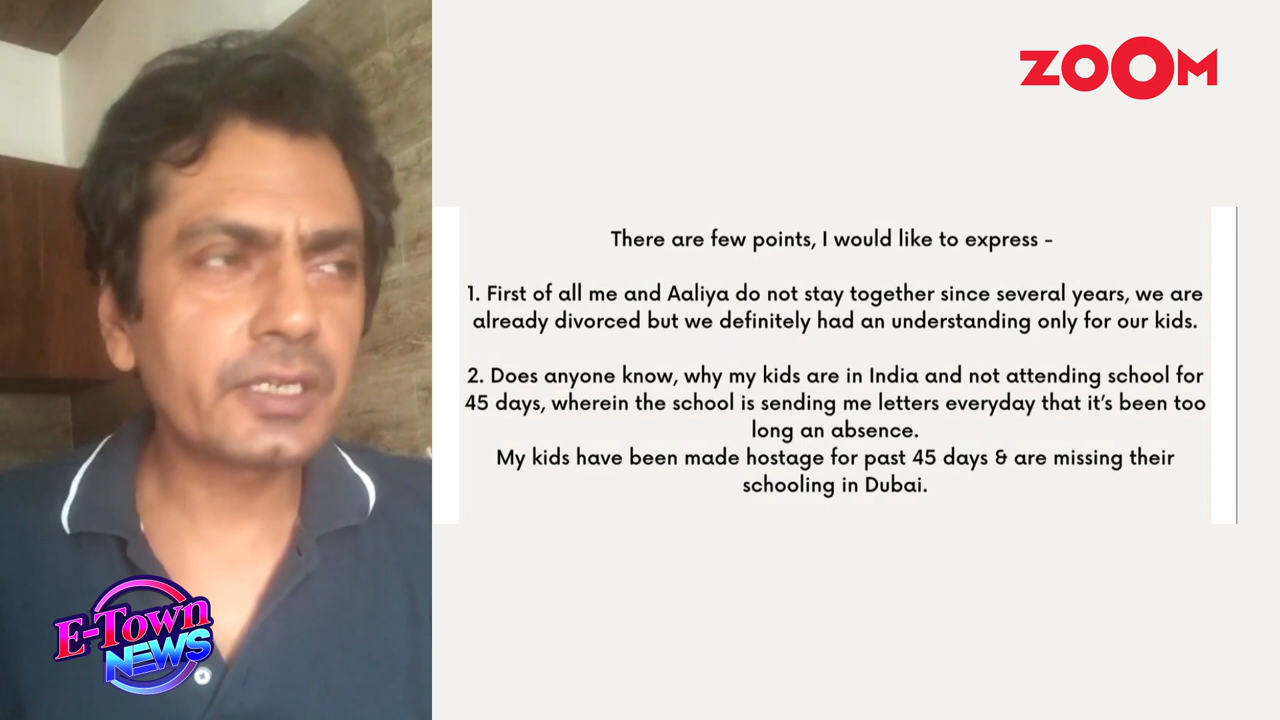 ZOOM
There are few points, I would like to express -
1. First of all me and Aaliya do not stay together since several years, we are
already divorced but we definitely had an understanding only for our kids.
2. Does anyone know, why my kids are in India and not attending school for
45 days, wherein the school is sending me letters everyday that it's been too
long an absence.
My kids have been made hostage for past 45 days & are missing their
schooling in Dubai.
E-Town
NEWS